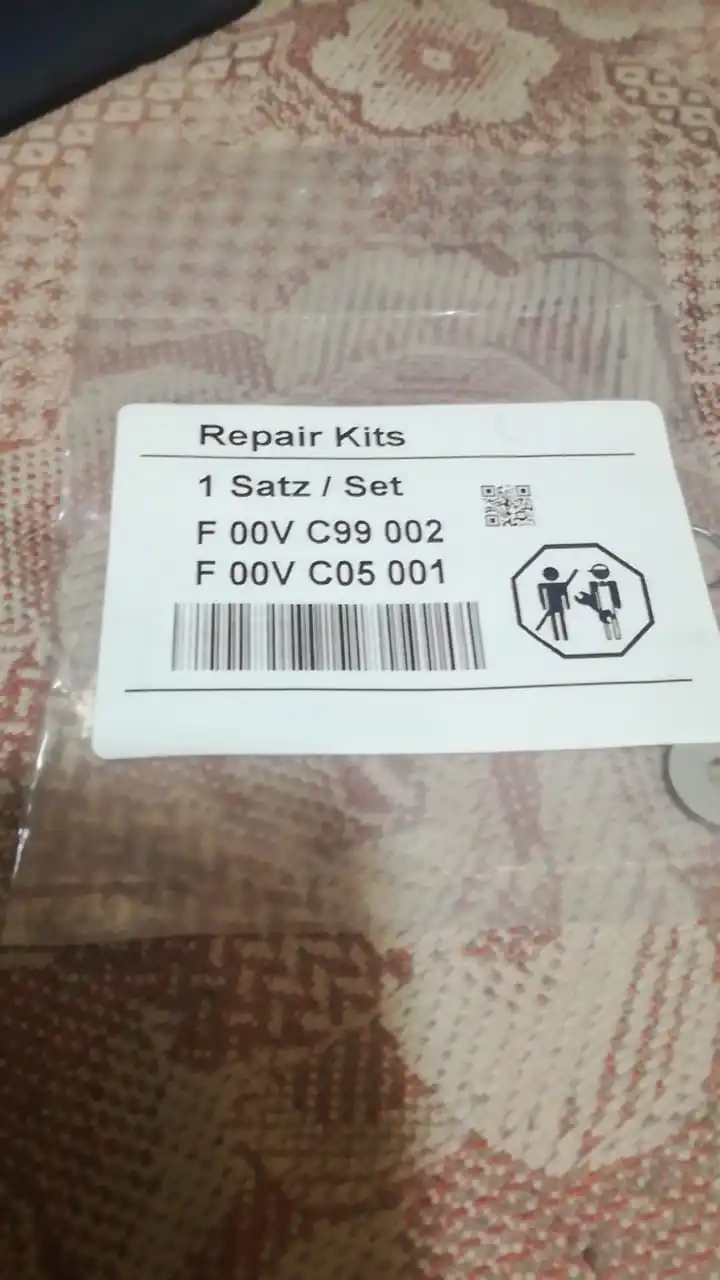 Repair Kits
1 Satz / Set
F 00V C99 002
F 00V C05 001